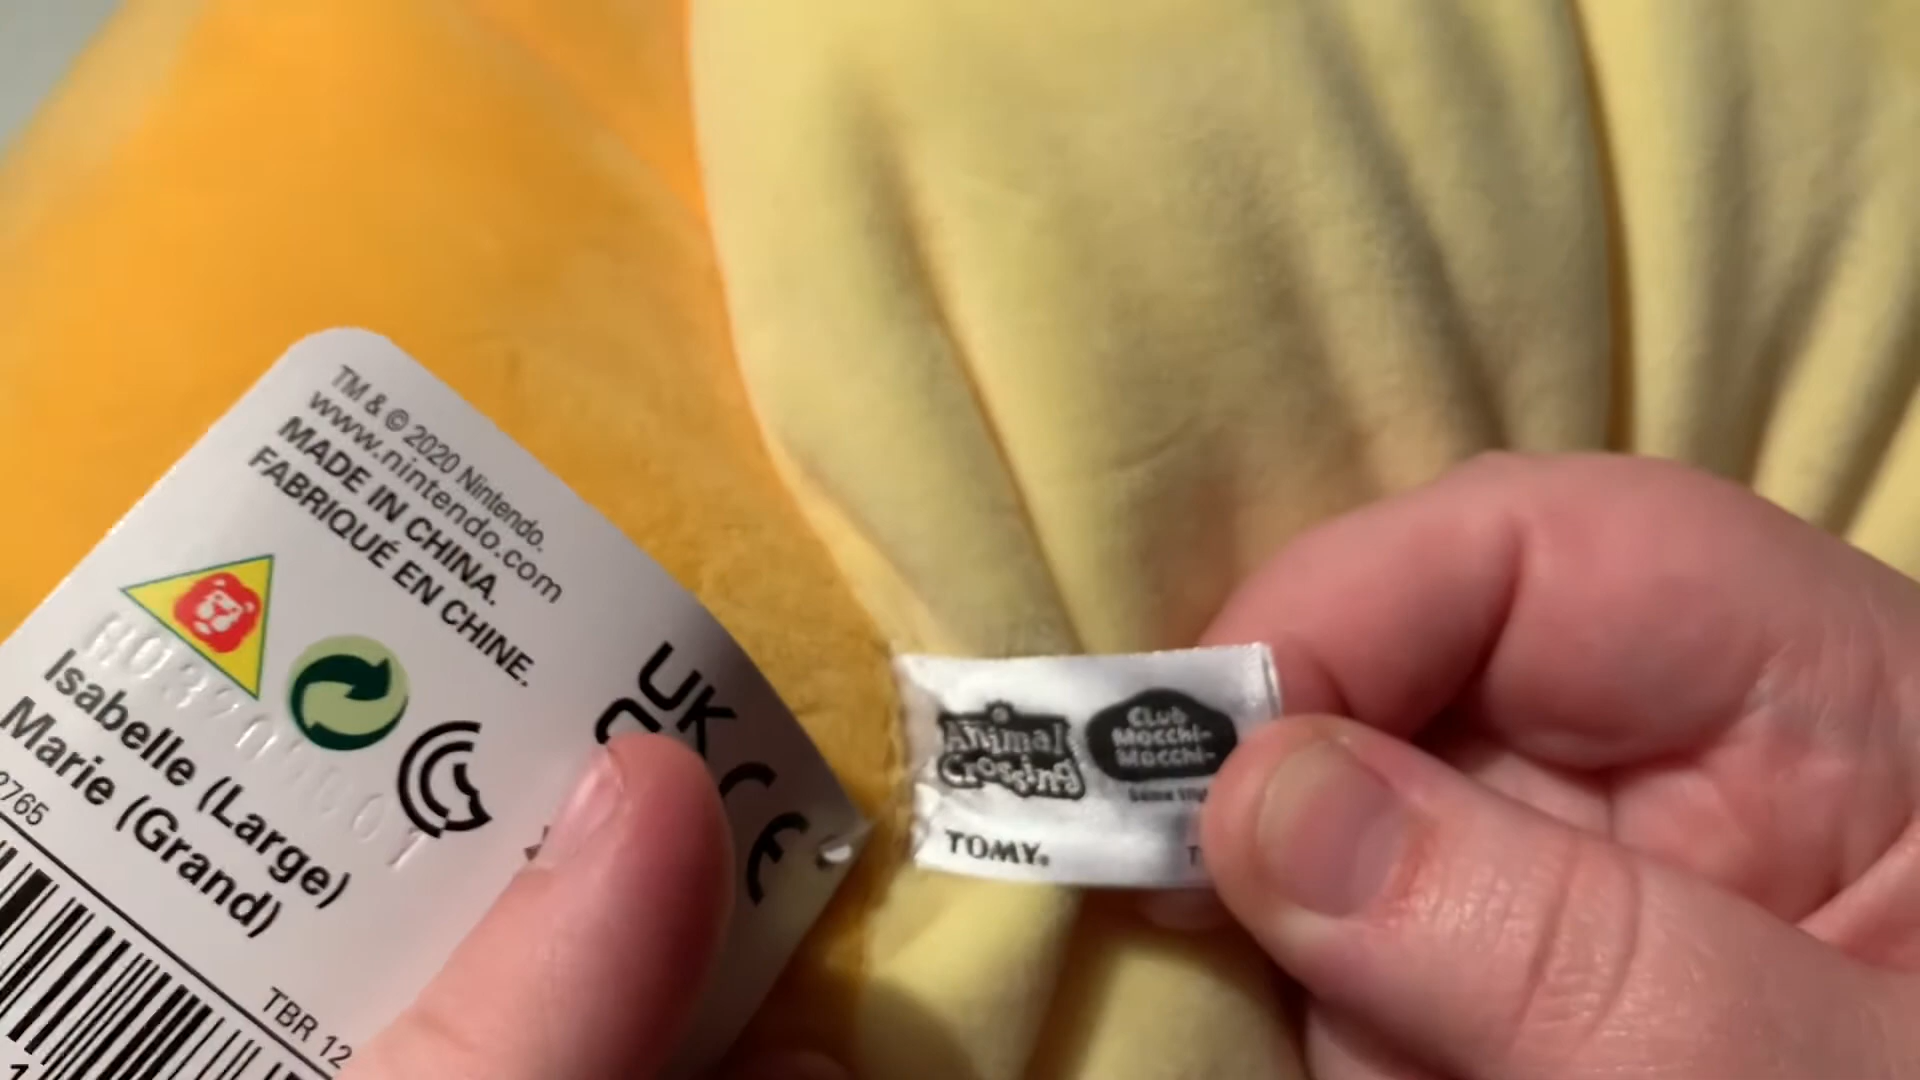 TM & © 2020 Nintendo.
www.nintendo.com
MADE IN CHINA.
FABRIQUÉ EN CHINE.
UK
CE
Isabelle (Large)
Marie (Grand)
2765
TBR 12
Animal
Crossing
CLUB
Mocchi-
Mocchi-
TOMY®